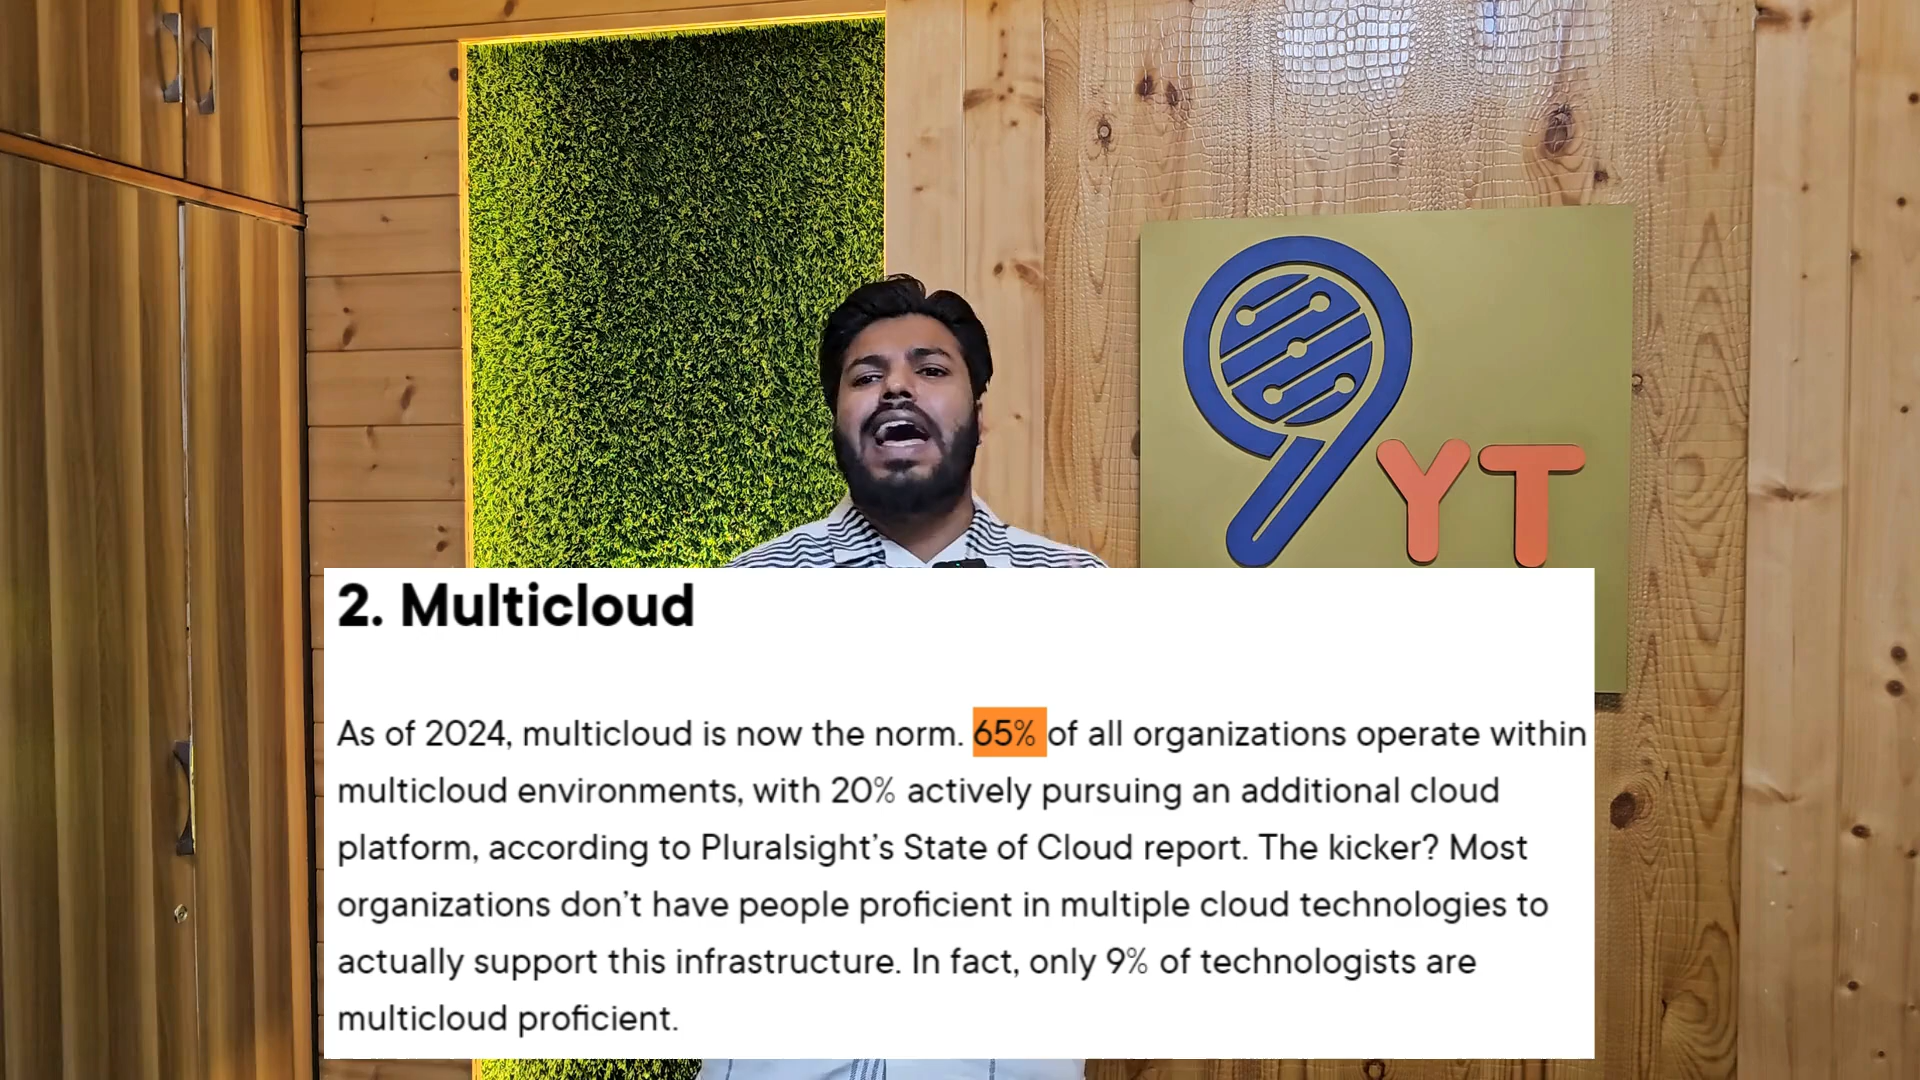 9
YT
2. Multicloud
As of 2024, multicloud is now the norm. 65% of all organizations operate within
multicloud environments, with 20% actively pursuing an additional cloud
platform, according to Pluralsight’s State of Cloud report. The kicker? Most
organizations don’t have people proficient in multiple cloud technologies to
actually support this infrastructure. In fact, only 9% of technologists are
multicloud proficient.